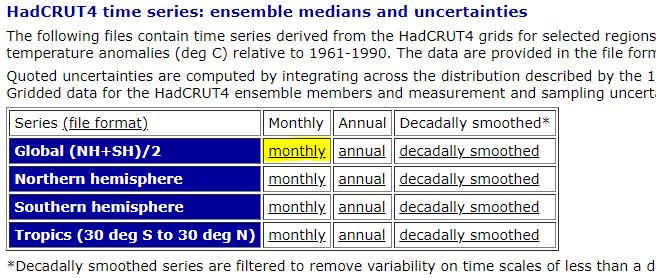 HadCRUT4 time series: ensemble medians and uncertainties
The following files contain time series derived from the HadCRUT4 grids for selected regions
temperature anomalies (deg C) relative to 1961-1990. The data are provided in the file
Quoted uncertainties are computed by integrating across the distribution described by the 1
Gridded data for the HadCRUT4 ensemble members and measurement and sampling
Series (file format) Monthly Annual Decadally smoothed*
Global (NH+SH)/2 monthly annual decadally smoothed
Northern hemisphere monthly annual decadally smoothed
Southern hemisphere monthly annual decadally smoothed
Tropics (30 deg S to 30 deg N) monthly annual decadally smoothed
*Decadally smoothed series are filtered to remove variability on time scales of less than a